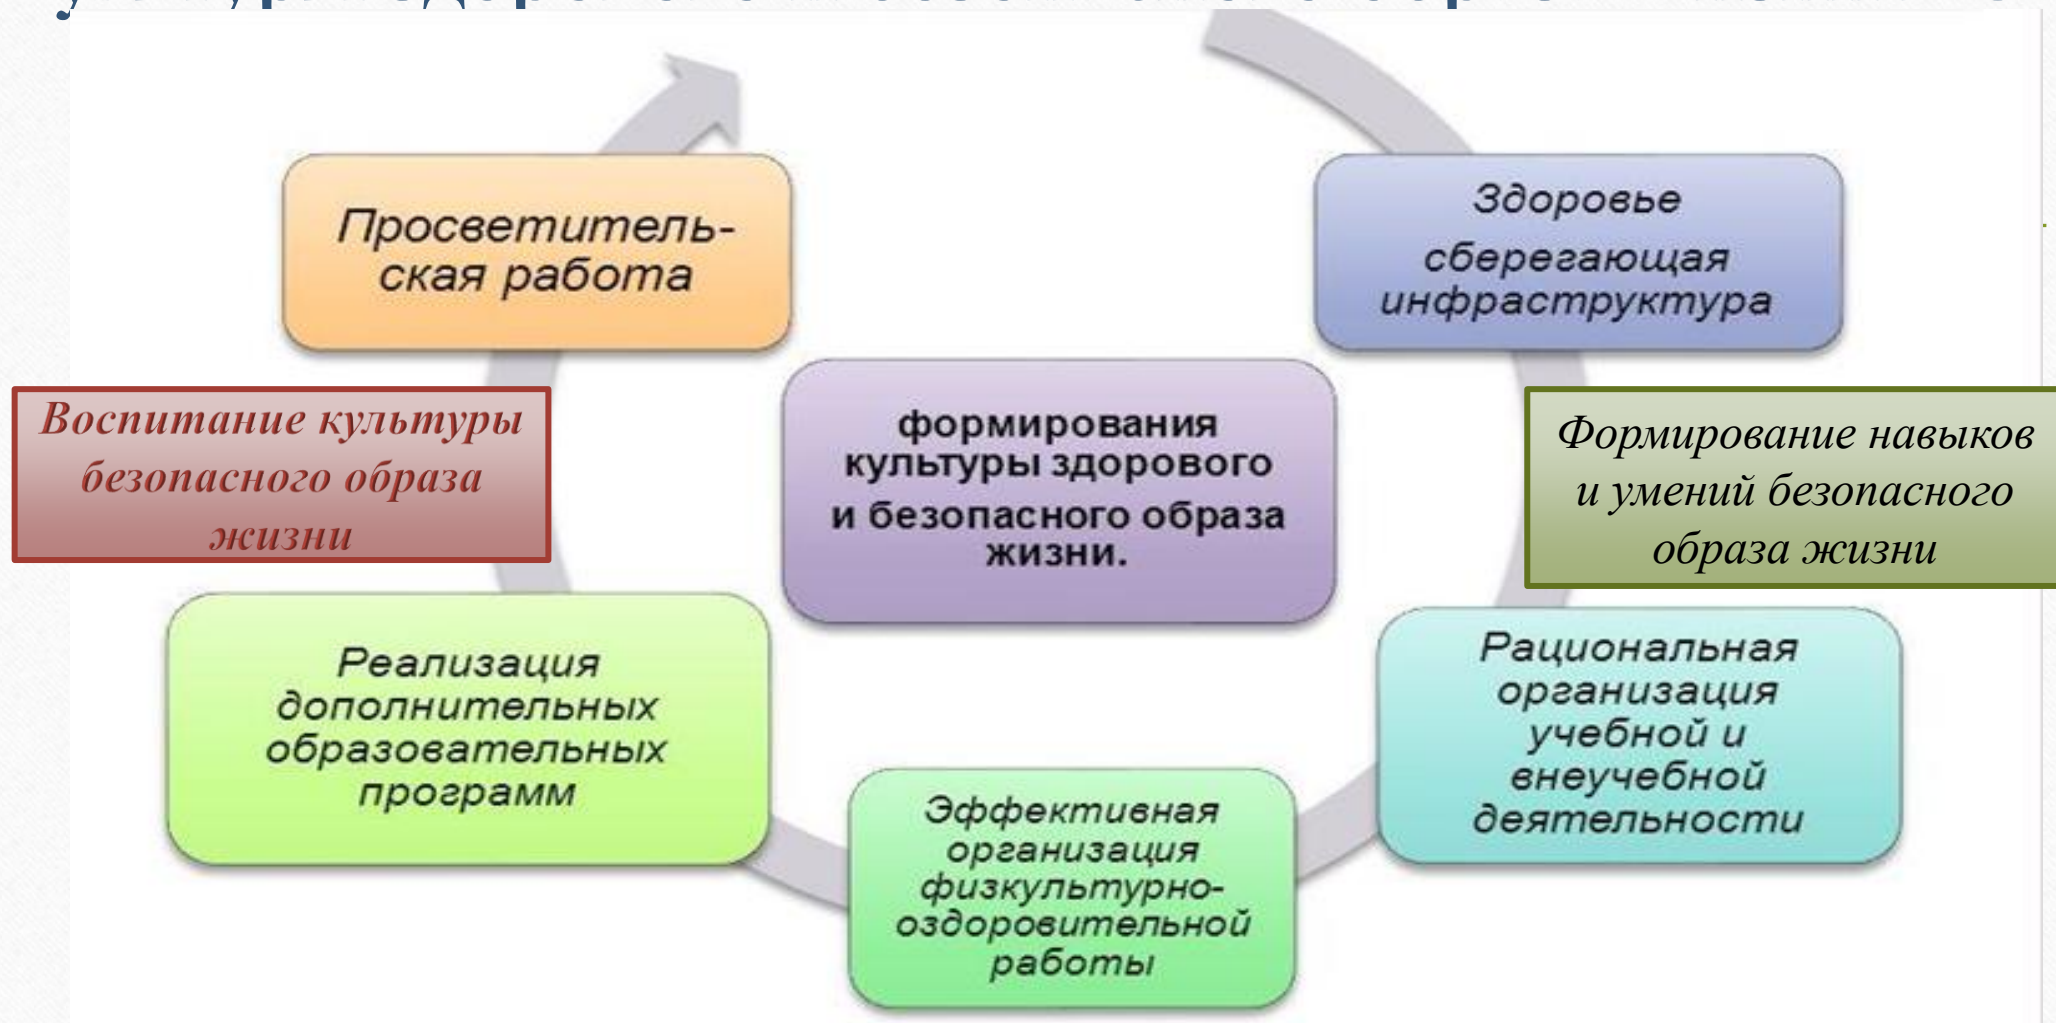 Просветитель-
ская работа
Здоровье
сберегающая
инфраструктура
Воспитание культуры
безопасного образа
жизни
формирования
культуры здорового
и безопасного образа
жизни.
Формирование навыков
и умений безопасного
образа жизни
Реализация
дополнительных
образовательных
программ
Эффективная
организация
физкультурно-
оздоровительной
работы
Рациональная
организация
учебной и
внеучебной
деятельности